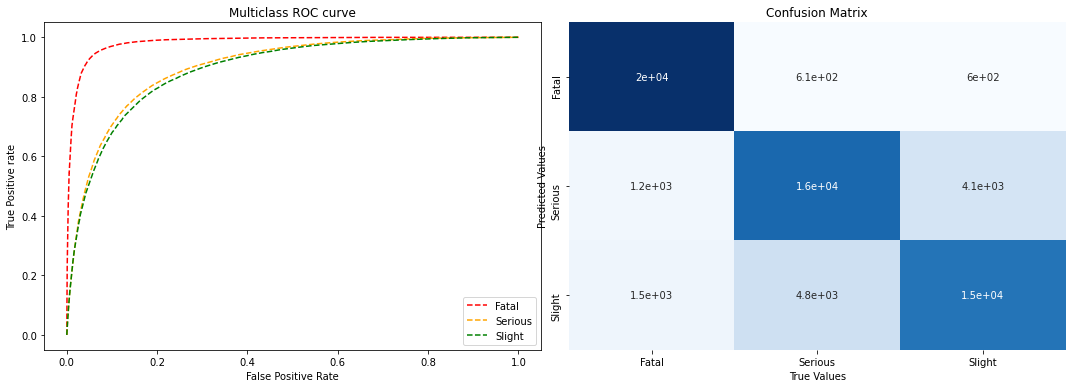 Multiclass ROC curve
True Positive rate
1.0
0.8
0.6
0.4
0.2
0.0
0.0 0.2 0.4 0.6 0.8 1.0
False Positive Rate
Fatal
Serious
Slight
Confusion Matrix
Predicted Values
Fatal
2e+04 6.1e+02 6e+02
Serious
1.2e+03 1.6e+04 4.1e+03
Slight
1.5e+03 4.8e+03 1.5e+04
Fatal Serious Slight
True Values